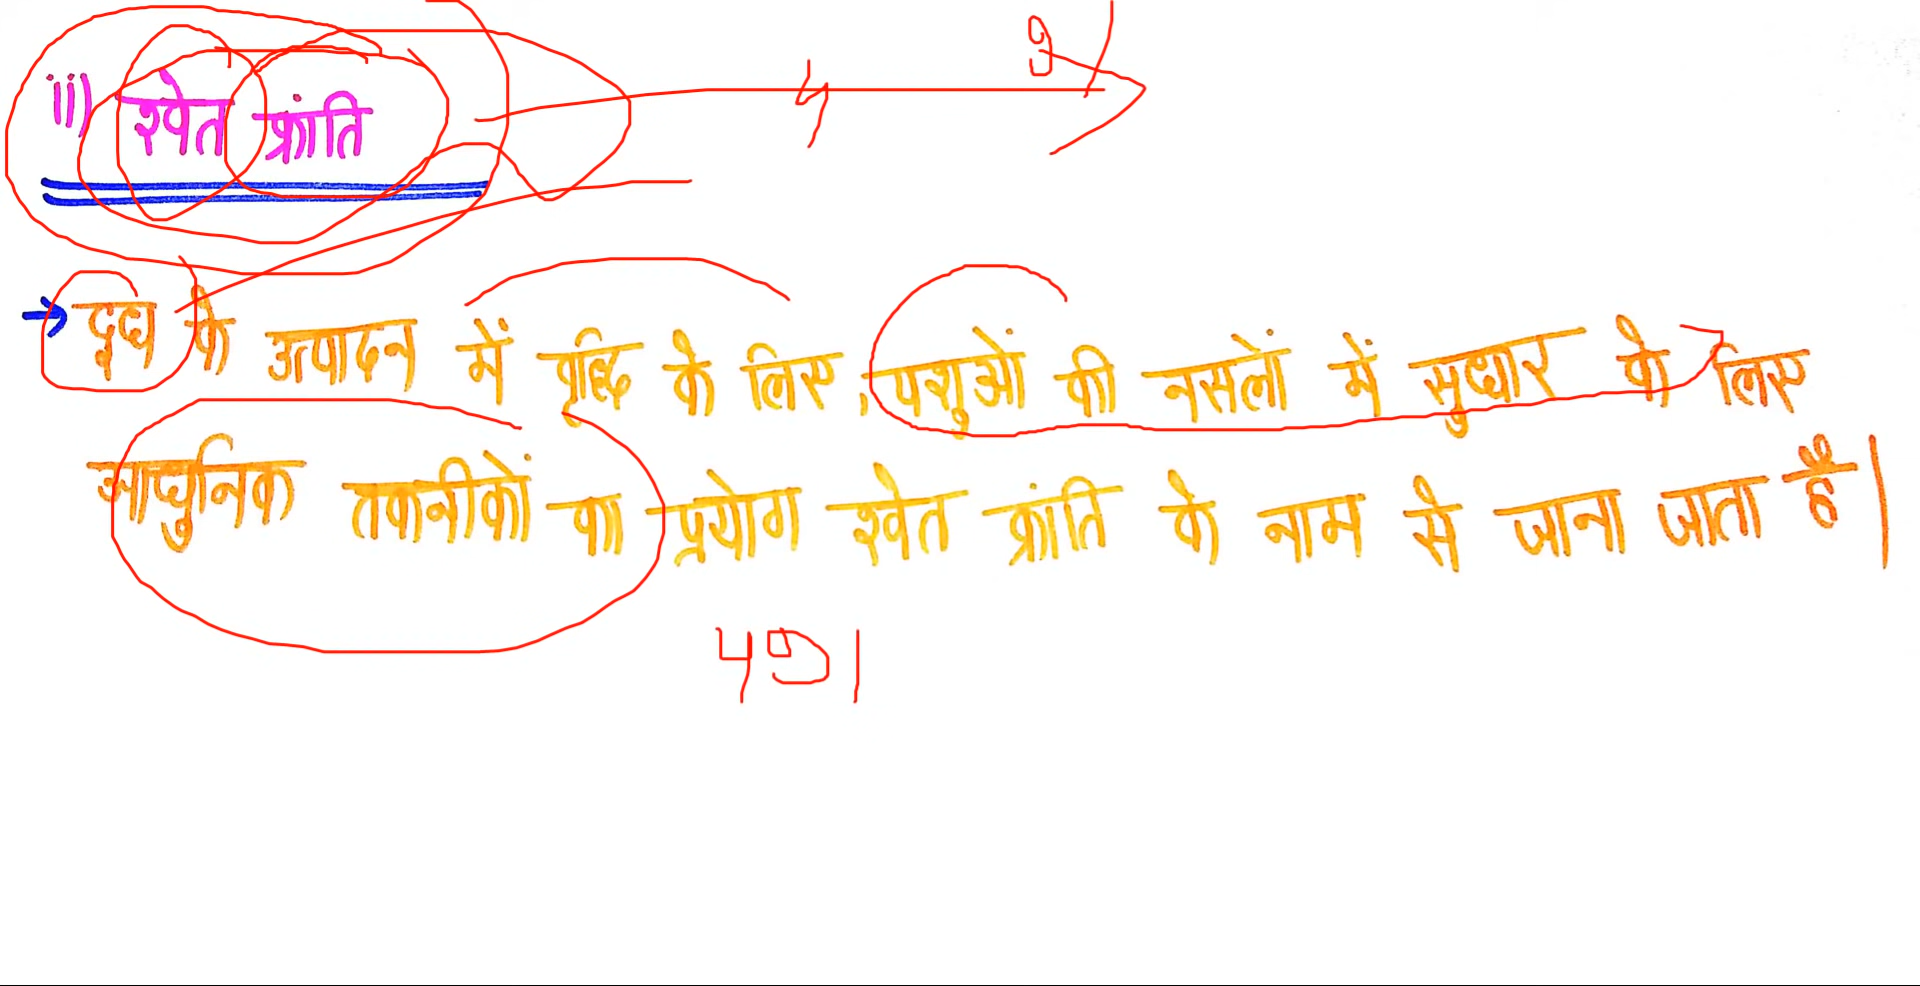 ii) श्वेत क्रांति
→ दूध के उत्पादन में वृद्धि के लिए, पशुओं की नसलों में सुधार के लिए
आधुनिक तकनीकों का प्रयोग श्वेत क्रांति के नाम से जाना जाता है|